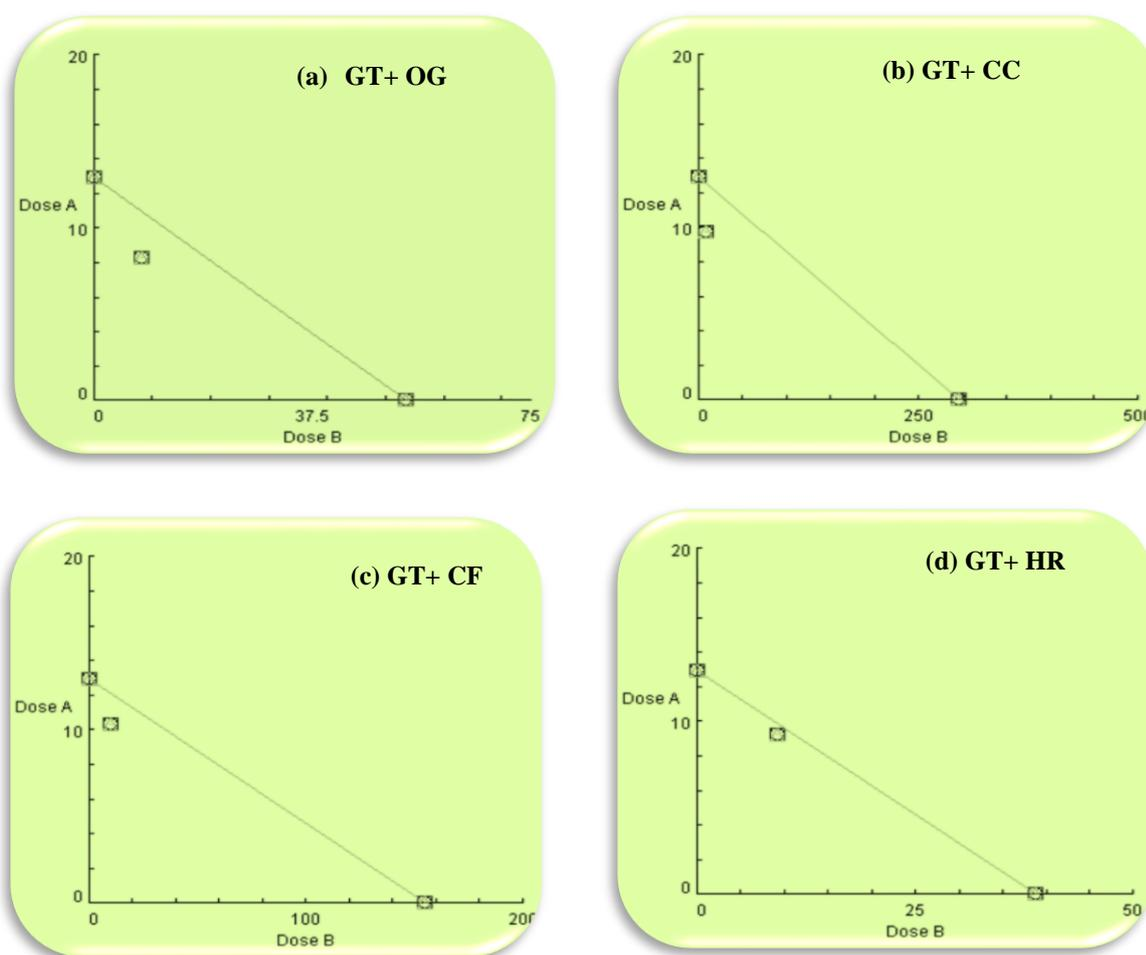 (a) GT+ OG
20
Dose A
10
0
0 37.5 75
Dose B
(b) GT+ CC
20
Dose A
10
0
0 250 500
Dose B
(c) GT+ CF
20
Dose A
10
0
0 100 200
Dose B
(d) GT+ HR
20
Dose A
10
0
0 25 50
Dose B